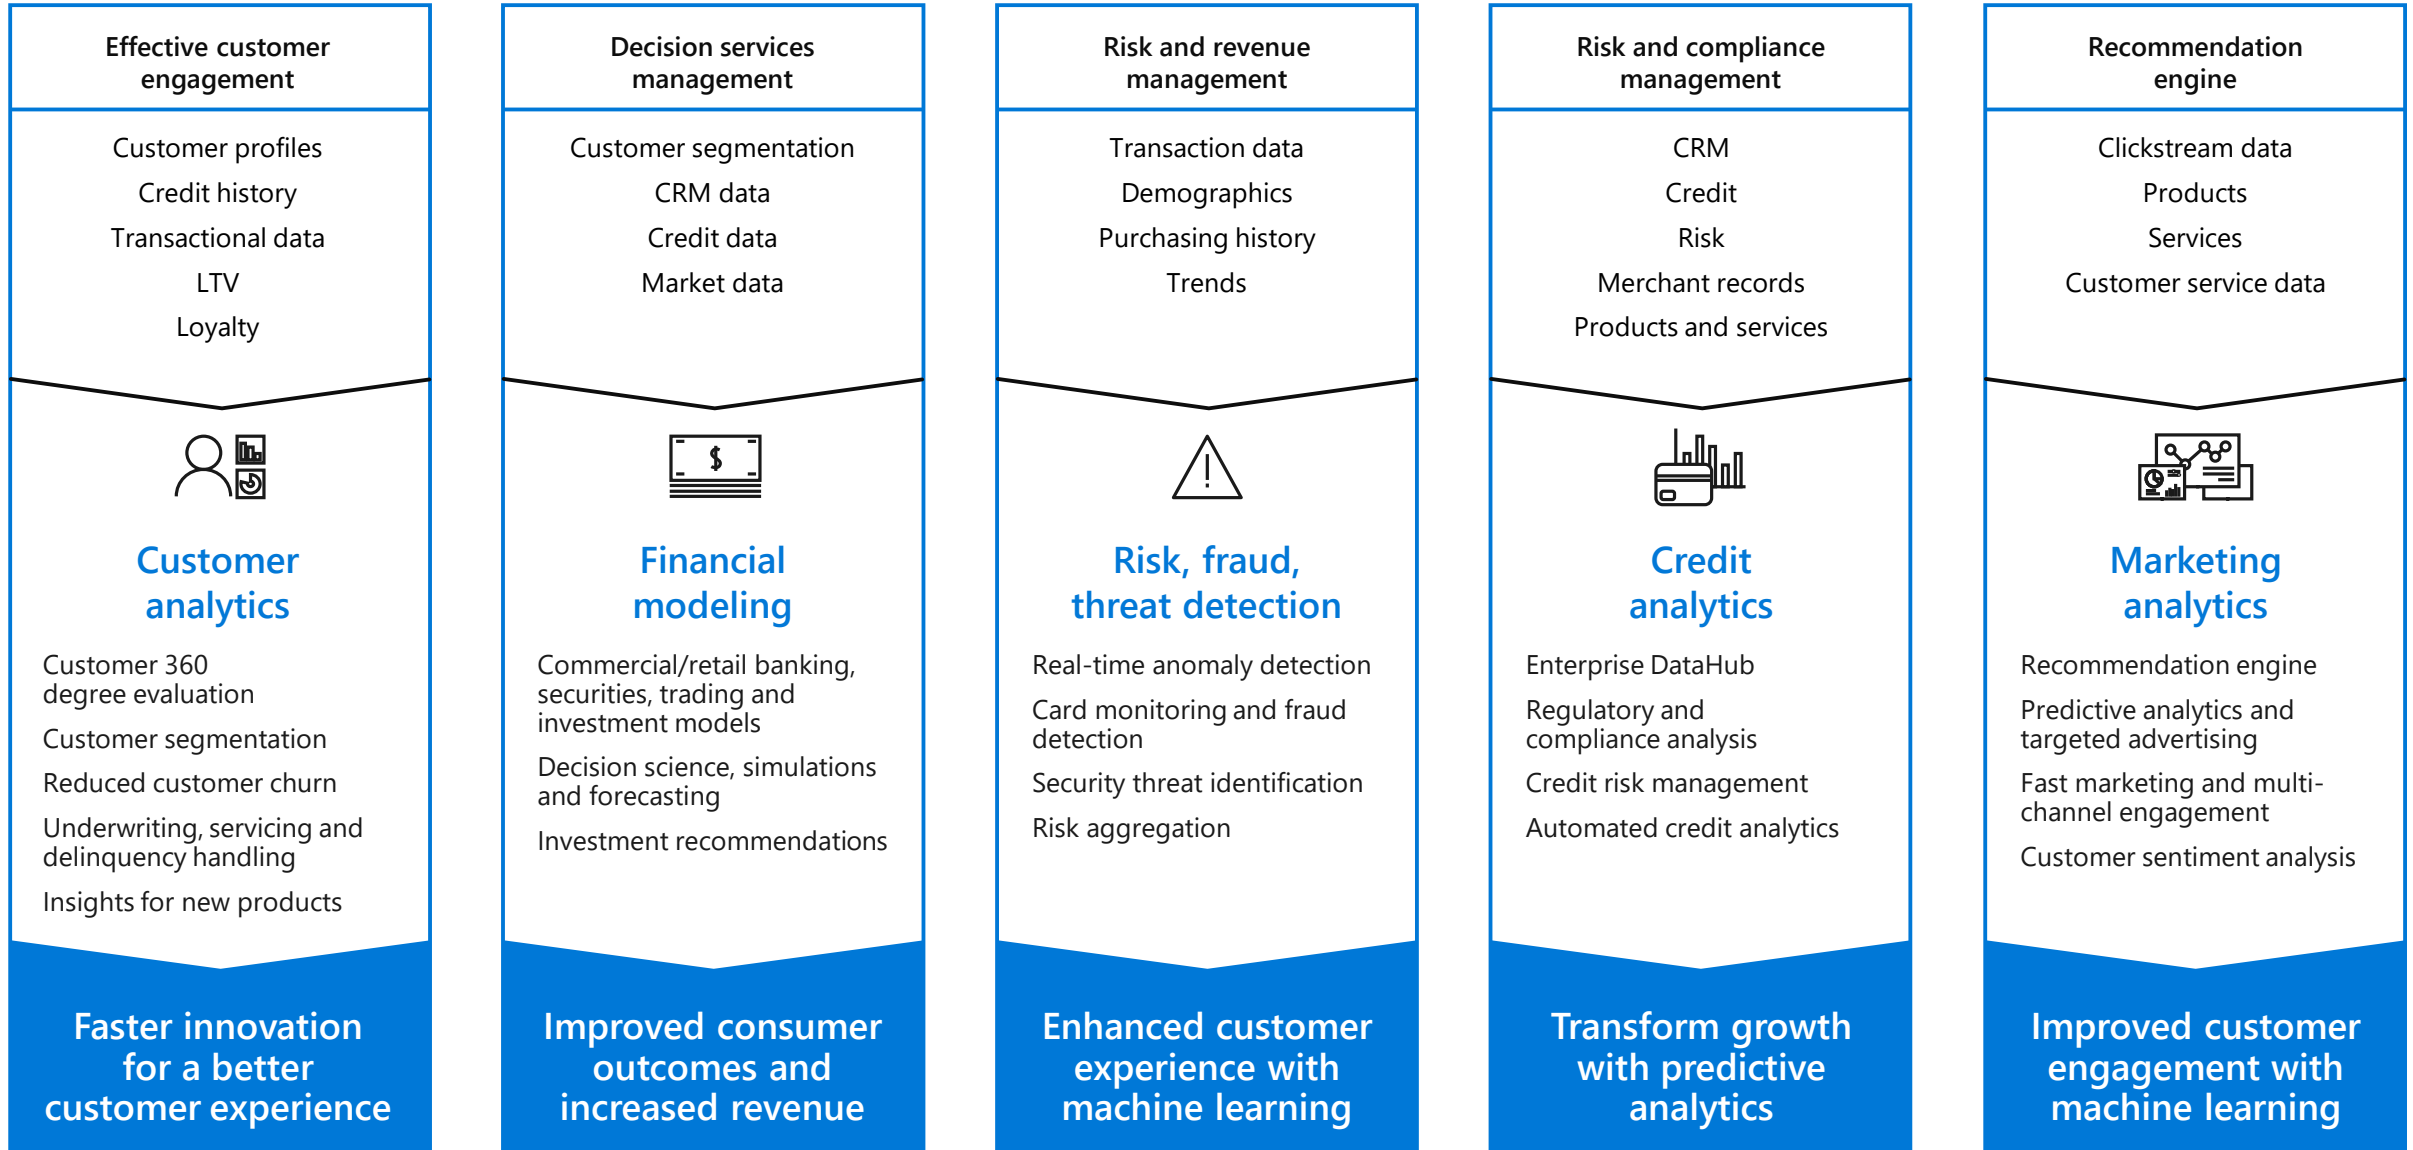 Effective customer
engagement
Customer profiles
Credit history
Transactional data
LTV
Loyalty
Customer
analytics
Customer 360
degree evaluation
Customer segmentation
Reduced customer churn
Underwriting, servicing and
delinquency handling
Insights for new products
Faster innovation
for a better
customer experience
Decision services
management
Customer segmentation
CRM data
Credit data
Market data
$
Financial
modeling
Commercial/retail banking,
securities, trading and
investment models
Decision science, simulations
and forecasting
Investment recommendations
Improved consumer
outcomes and
increased revenue
Risk and revenue
management
Transaction data
Demographics
Purchasing history
Trends
!
Risk, fraud,
threat detection
Real-time anomaly detection
Card monitoring and fraud
detection
Security threat identification
Risk aggregation
Enhanced customer
experience with
machine learning
Risk and compliance
management
CRM
Credit
Risk
Merchant records
Products and services
Credit
analytics
Enterprise DataHub
Regulatory and
compliance analysis
Credit risk management
Automated credit analytics
Transform growth
with predictive
analytics
Recommendation
engine
Clickstream data
Products
Services
Customer service data
Marketing
analytics
Recommendation engine
Predictive analytics and
targeted advertising
Fast marketing and multi-
channel engagement
Customer sentiment analysis
Improved customer
engagement with
machine learning